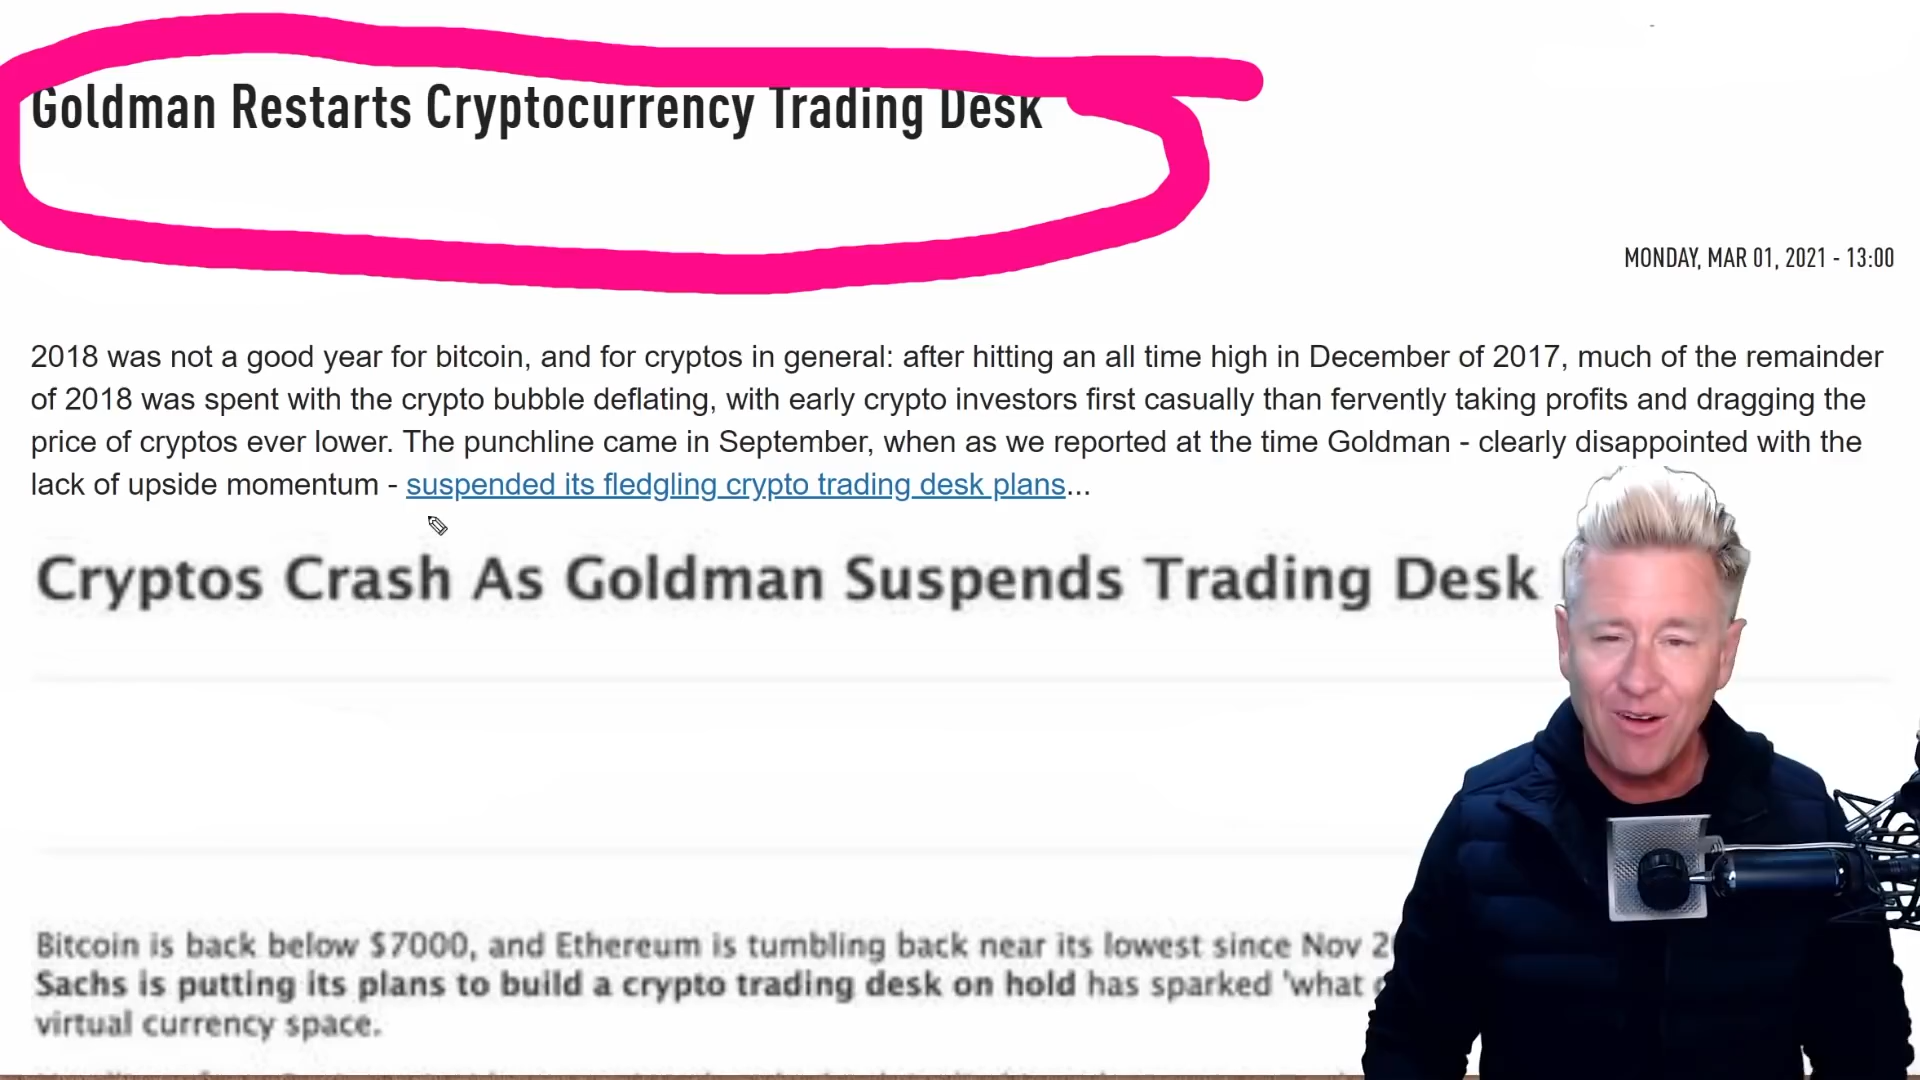 Goldman Restarts Cryptocurrency Trading Desk
MONDAY, MAR 01, 2021 - 13:00
2018 was not a good year for bitcoin, and for cryptos in general: after hitting an all time high in December of 2017, much of the remainder
of 2018 was spent with the crypto bubble deflating, with early crypto investors first casually than fervently taking profits and dragging the
price of cryptos ever lower. The punchline came in September, when as we reported at the time Goldman - clearly disappointed with the
lack of upside momentum - suspended its fledgling crypto trading desk plans...
Cryptos Crash As Goldman Suspends Trading Desk
Bitcoin is back below $7000, and Ethereum is tumbling back near its lowest since Nov
Sachs is putting its plans to build a crypto trading desk on hold has sparked 'what
virtual currency space.